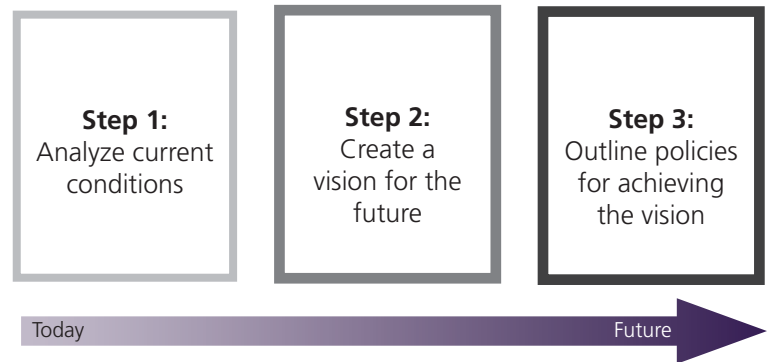 Step 1:
Analyze current
conditions
Step 2:
Create a
vision for the
future
Step 3:
Outline policies
for achieving
the vision
Today
Future